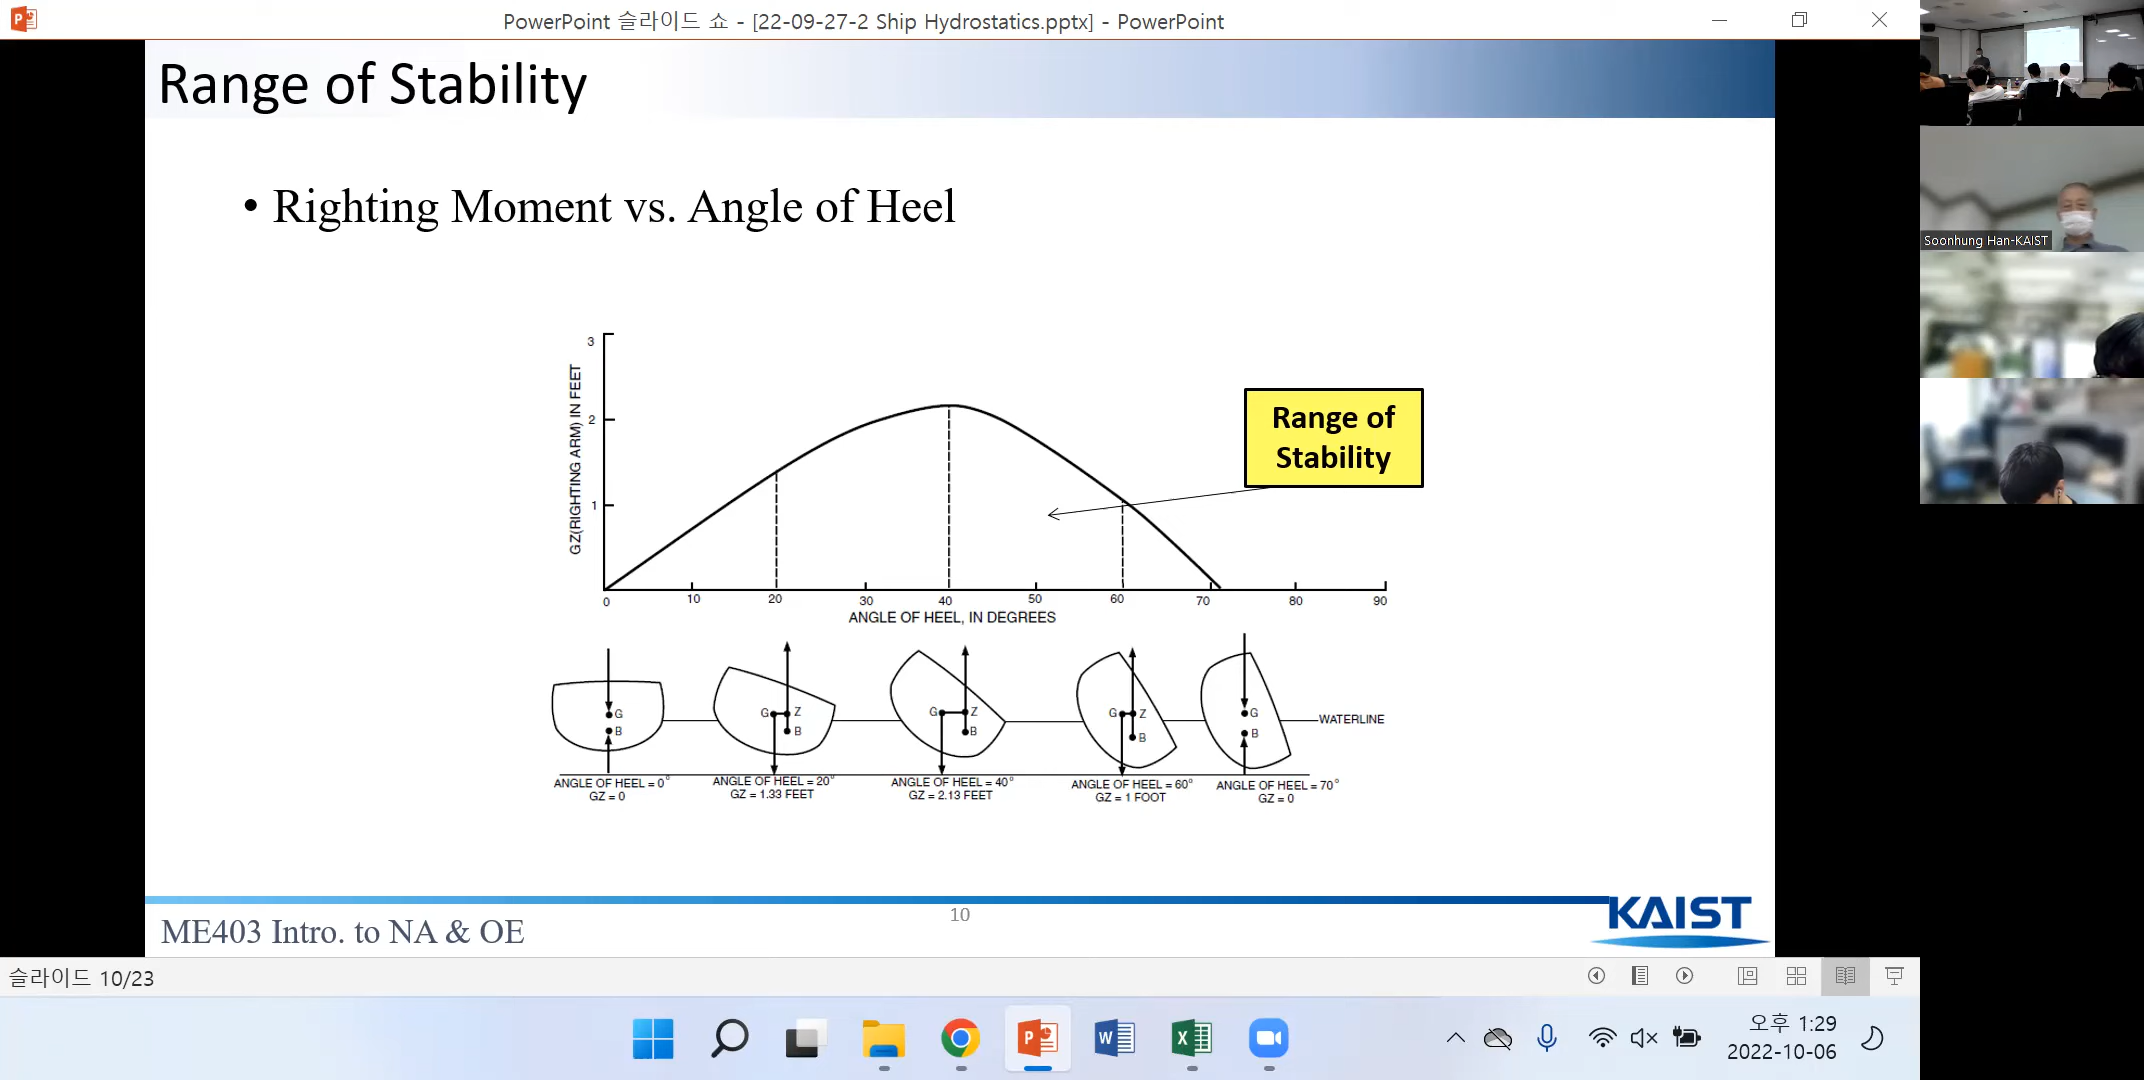 PowerPoint 슬라이드 쇼 - [22-09-27-2 Ship Hydrostatics.pptx] - PowerPoint
Range of Stability
• Righting Moment vs. Angle of Heel
3
2
1
GZ(RIGHTING ARM) IN FEET
Range of
Stability
0 10 20 30 40 50 60 70 80 90
ANGLE OF HEEL, IN DEGREES
G
B
G Z
B
G Z
B
G Z
B
G
B
WATERLINE
ANGLE OF HEEL = 0°
GZ = 0
ANGLE OF HEEL = 20°
GZ = 1.33 FEET
ANGLE OF HEEL = 40°
GZ = 2.13 FEET
ANGLE OF HEEL = 60°
GZ = 1 FOOT
ANGLE OF HEEL = 70°
GZ = 0
ME403 Intro. to NA & OE
10
KAIST
슬라이드 10/23
오후 1:29
2022-10-06
Soonhung Han-KAIST